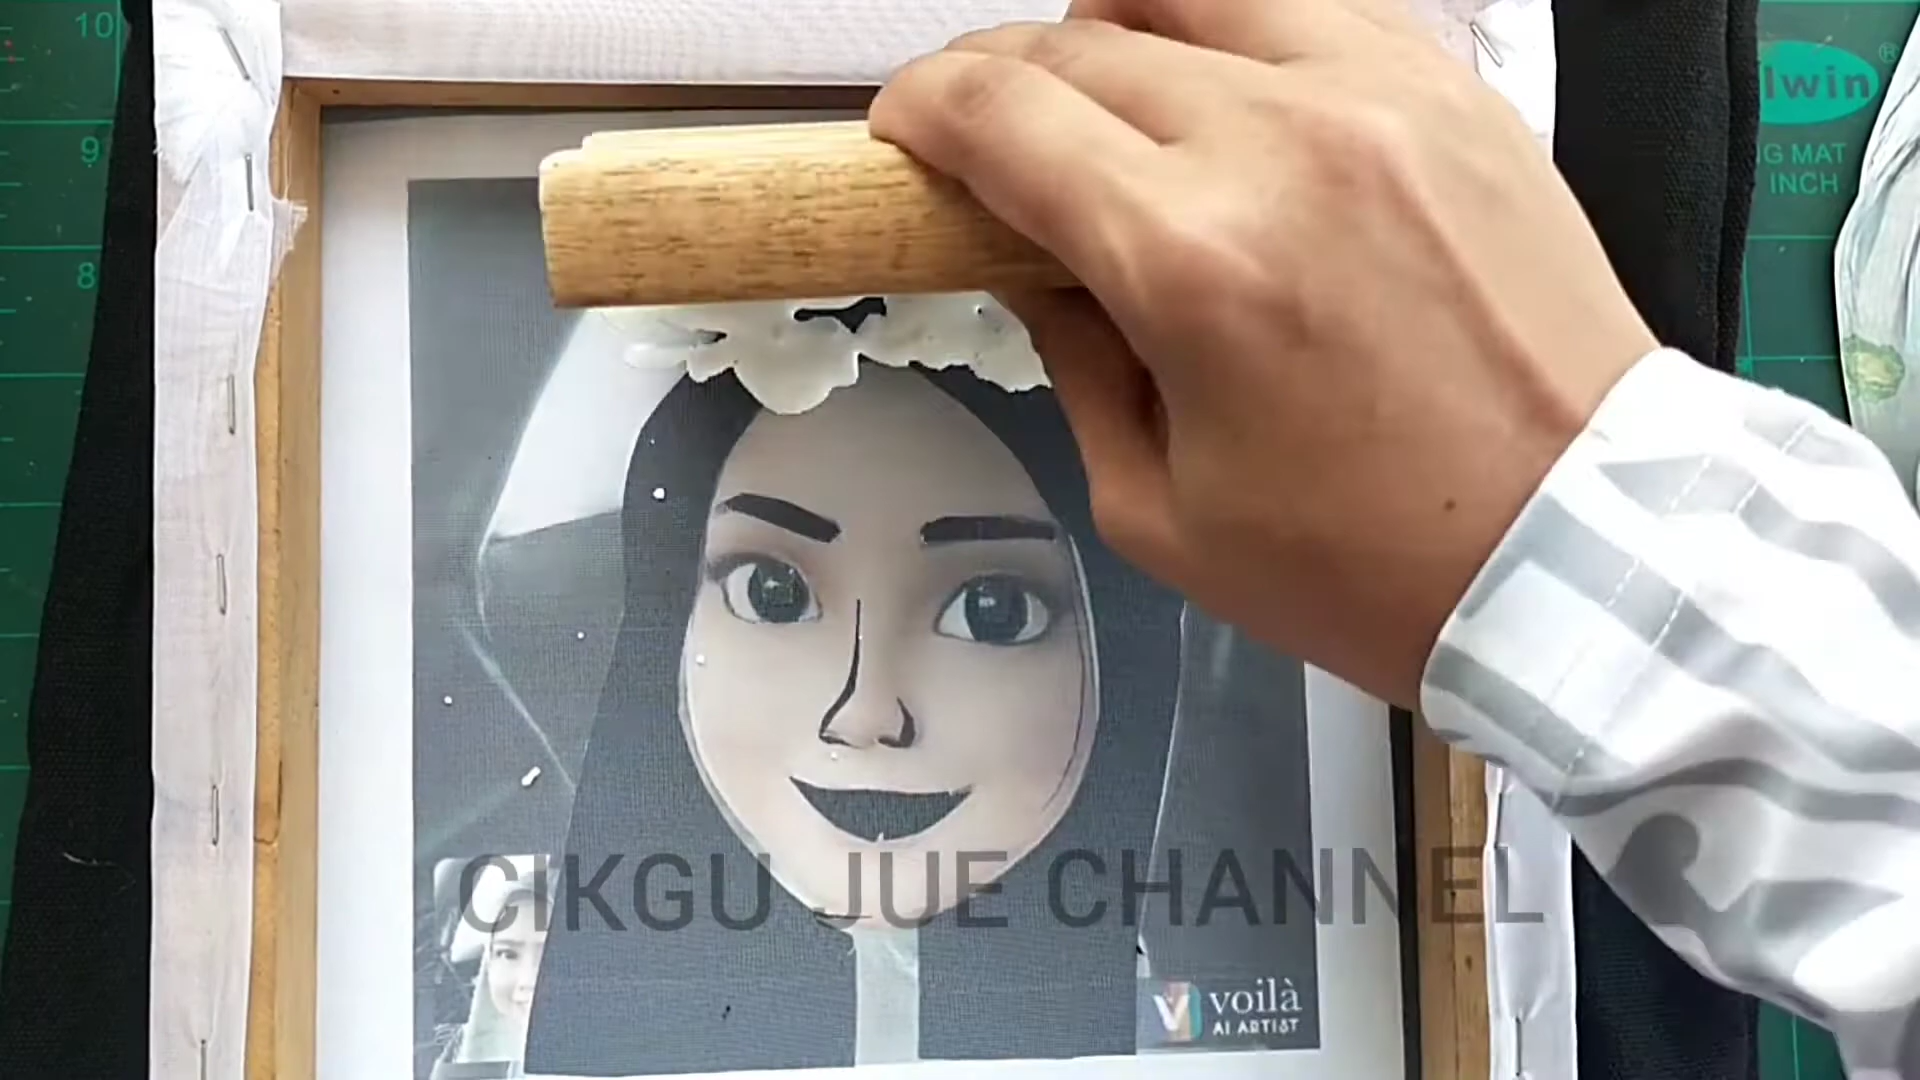 10
9
8
lwin
®
G MAT
INCH
CIKGU JUE CHANNEL
voilà
AI ARTIST